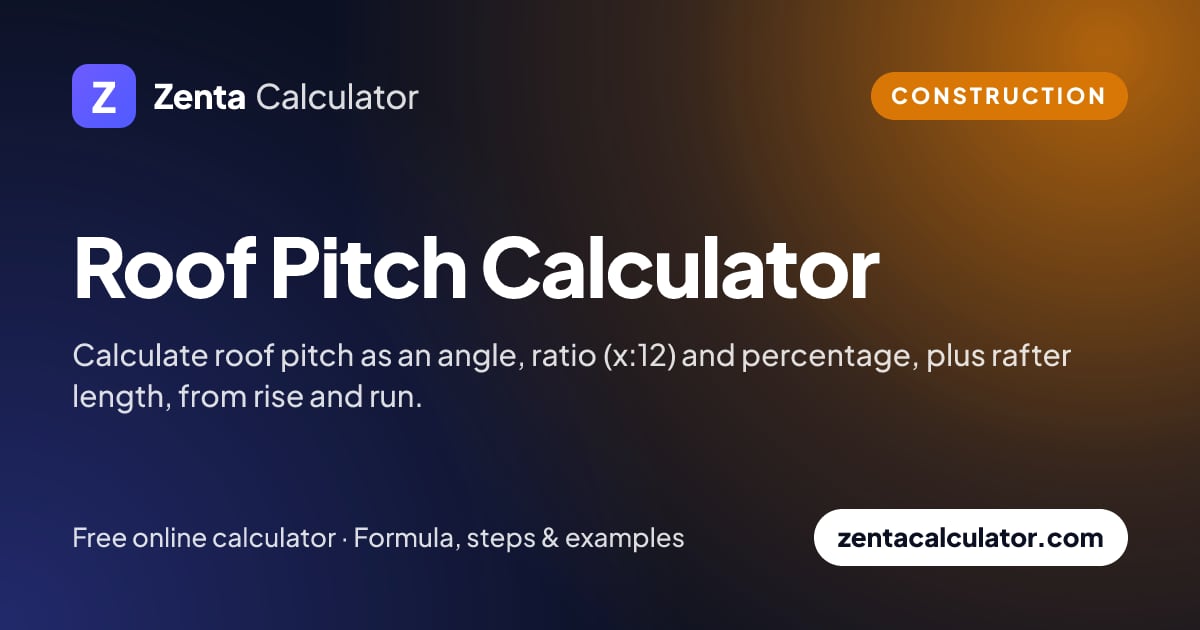 Z
Zenta Calculator
CONSTRUCTION
Roof Pitch Calculator
Calculate roof pitch as an angle, ratio (x:12) and percentage, plus rafter
length, from rise and run.
Free online calculator · Formula, steps & examples
zentacalculator.com